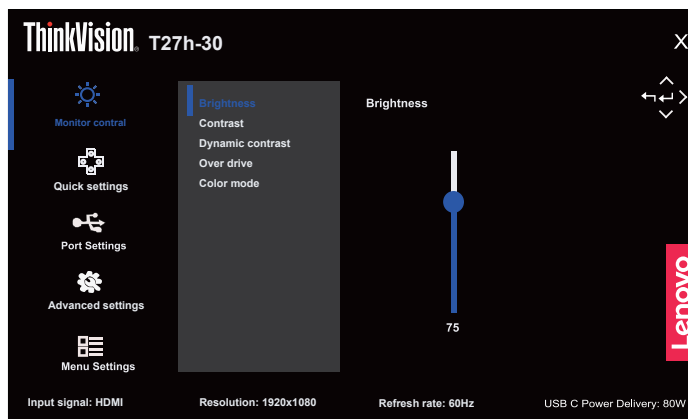 ThinkVision® T27h-30
X
Monitor contral
Quick settings
Port Settings
Advanced settings
Menu Settings
Brightness
Contrast
Dynamic contrast
Over drive
Color mode
Brightness
75
Lenovo
Input signal: HDMI
Resolution: 1920x1080
Refresh rate: 60Hz
USB C Power Delivery: 80W